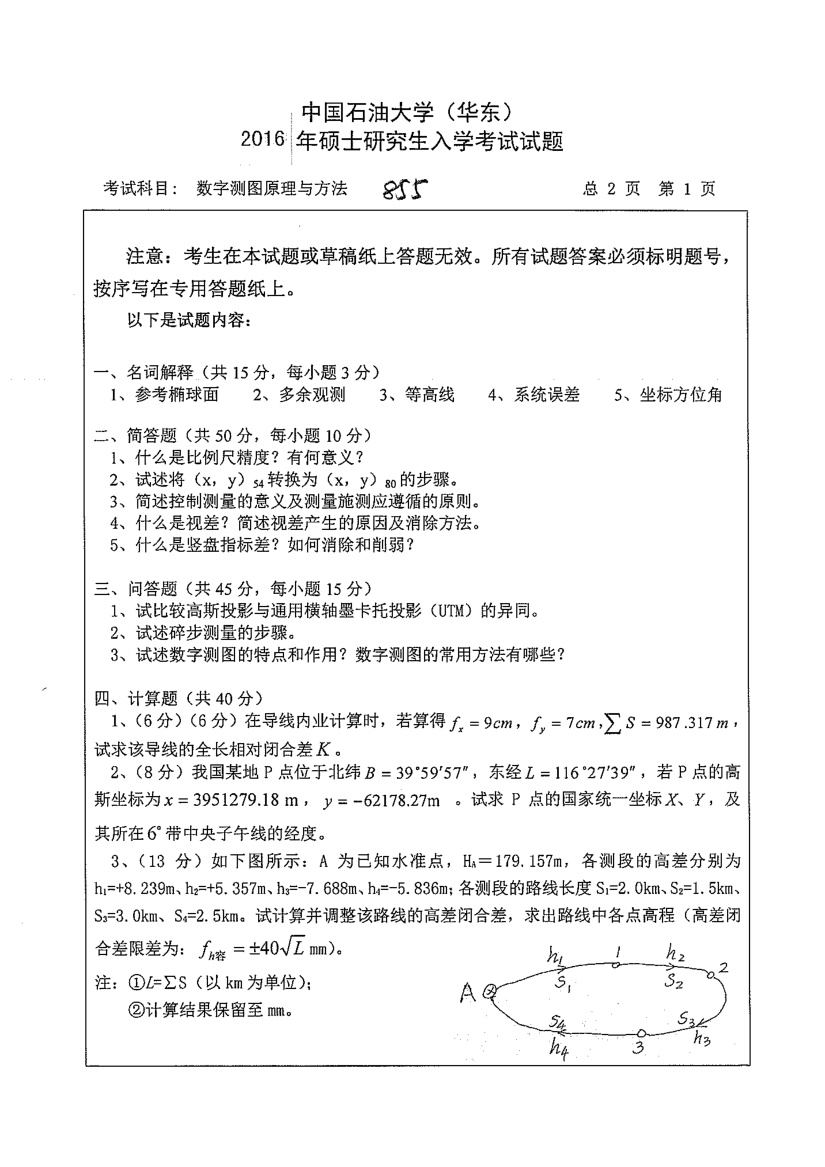 中国石油大学（华东）
2016 年硕士研究生入学考试试题
考试科目： 数字测图原理与方法 855 总 2 页 第 1 页
注意：考生在本试题或草稿纸上答题无效。所有试题答案必须标明题号，
按序写在专用答题纸上。
以下是试题内容：
一、名词解释（共 15 分，每小题 3 分）
1、参考椭球面 2、多余观测 3、等高线 4、系统误差 5、坐标方位角
二、简答题（共 50 分，每小题 10 分）
1、什么是比例尺精度？有何意义？
2、试述将（x，y）54 转换为（x，y）80 的步骤。
3、简述控制测量的意义及测量施测应遵循的原则。
4、什么是视差？简述视差产生的原因及消除方法。
5、什么是竖盘指标差？如何消除和削弱？
三、问答题（共 45 分，每小题 15 分）
1、试比较高斯投影与通用横轴墨卡托投影（UTM）的异同。
2、试述碎步测量的步骤。
3、试述数字测图的特点和作用？数字测图的常用方法有哪些？
四、计算题（共 40 分）
1、（6 分）（6 分）在导线内业计算时，若算得 fx = 9cm，fy = 7cm，∑ S = 987.317 m，
试求该导线的全长相对闭合差 K 。
2、（8 分）我国某地 P 点位于北纬 B = 39°59′57″，东经 L = 116°27′39″，若 P 点的高
斯坐标为 x = 3951279.18 m， y = -62178.27m 。试求 P 点的国家统一坐标 X、Y，及
其所在 6° 带中央子午线的经度。
3、（13 分）如下图所示：A 为已知水准点，HA＝179.157m，各测段的高差分别为
h1=+8.239m、h2=+5.357m、h3=-7.688m、h4=-5.836m；各测段的路线长度 S1=2.0km、S2=1.5km、
S3=3.0km、S4=2.5km。试计算并调整该路线的高差闭合差，求出路线中各点高程（高差闭
合差限差为： fh容 = ±40√L mm）。
注：①L=∑S（以 km 为单位）；
②计算结果保留至 mm。
h1 1 h2
A S1 S2 2
S4 S3
h4 3 h3